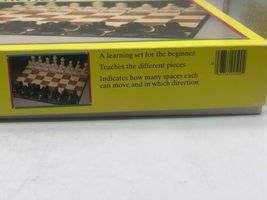 A learning set for the beginner
Teaches the different pieces
Indicates how many spaces each
can move and in which direction